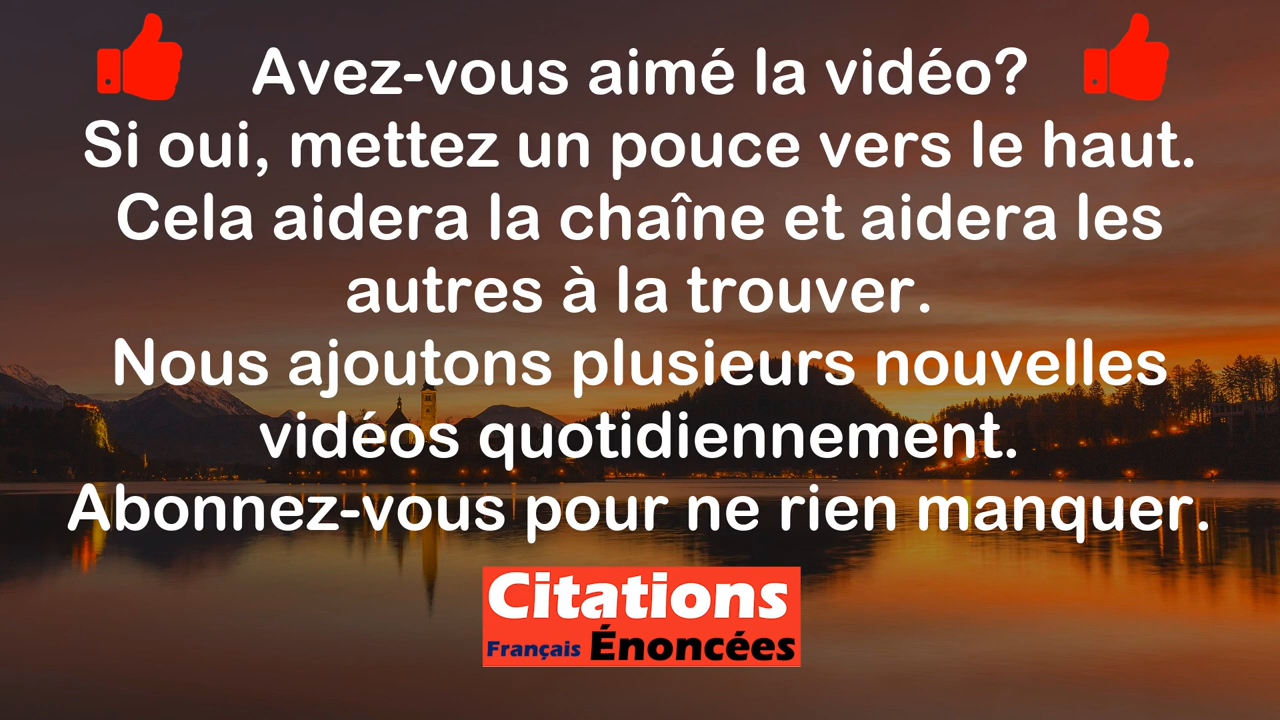 Avez-vous aimé la vidéo?
Si oui, mettez un pouce vers le haut.
Cela aidera la chaîne et aidera les
autres à la trouver.
Nous ajoutons plusieurs nouvelles
vidéos quotidiennement.
Abonnez-vous pour ne rien manquer.
Citations
Français Énoncées